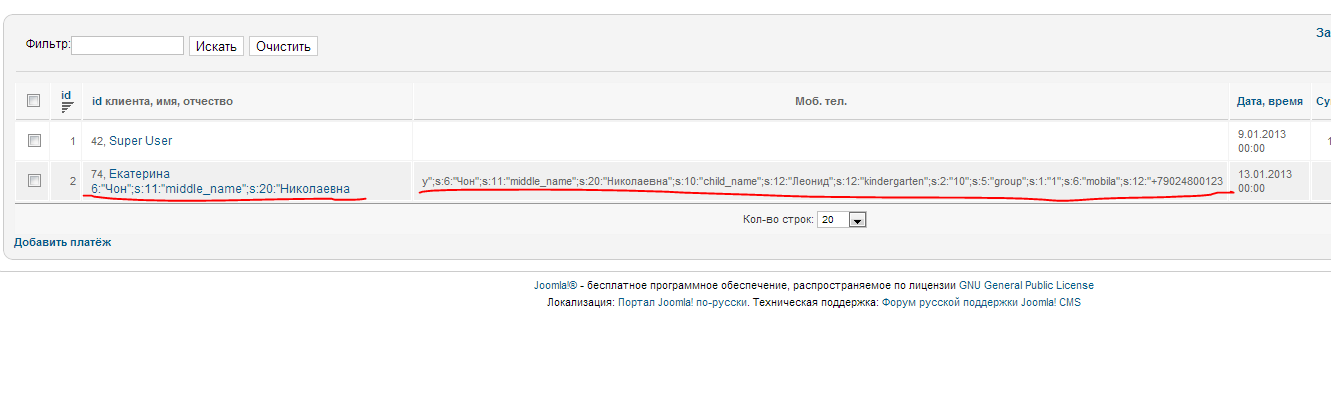 За
Фильтр: Искать Очистить
id id клиента, имя, отчество Моб. тел. Дата, время Су
1 42, Super User 9.01.2013 1
00:00
2 74, Екатерина
6:"Чон";s:11:"middle_name";s:20:"Николаевна
у";s:6:"Чон";s:11:"middle_name";s:20:"Николаевна";s:10:"child_name";s:12:"Леонид";s:12:"kindergarten";s:2:"10";s:5:"group";s:1:"1";s:6:"mobila";s:12:"+79024800123
13.01.2013
00:00
Кол-во строк: 20
Добавить платёж
Joomla!® - бесплатное программное обеспечение, распространяемое по лицензии GNU General Public License
Локализация: Портал Joomla! по-русски. Техническая поддержка: Форум русской поддержки Joomla! CMS